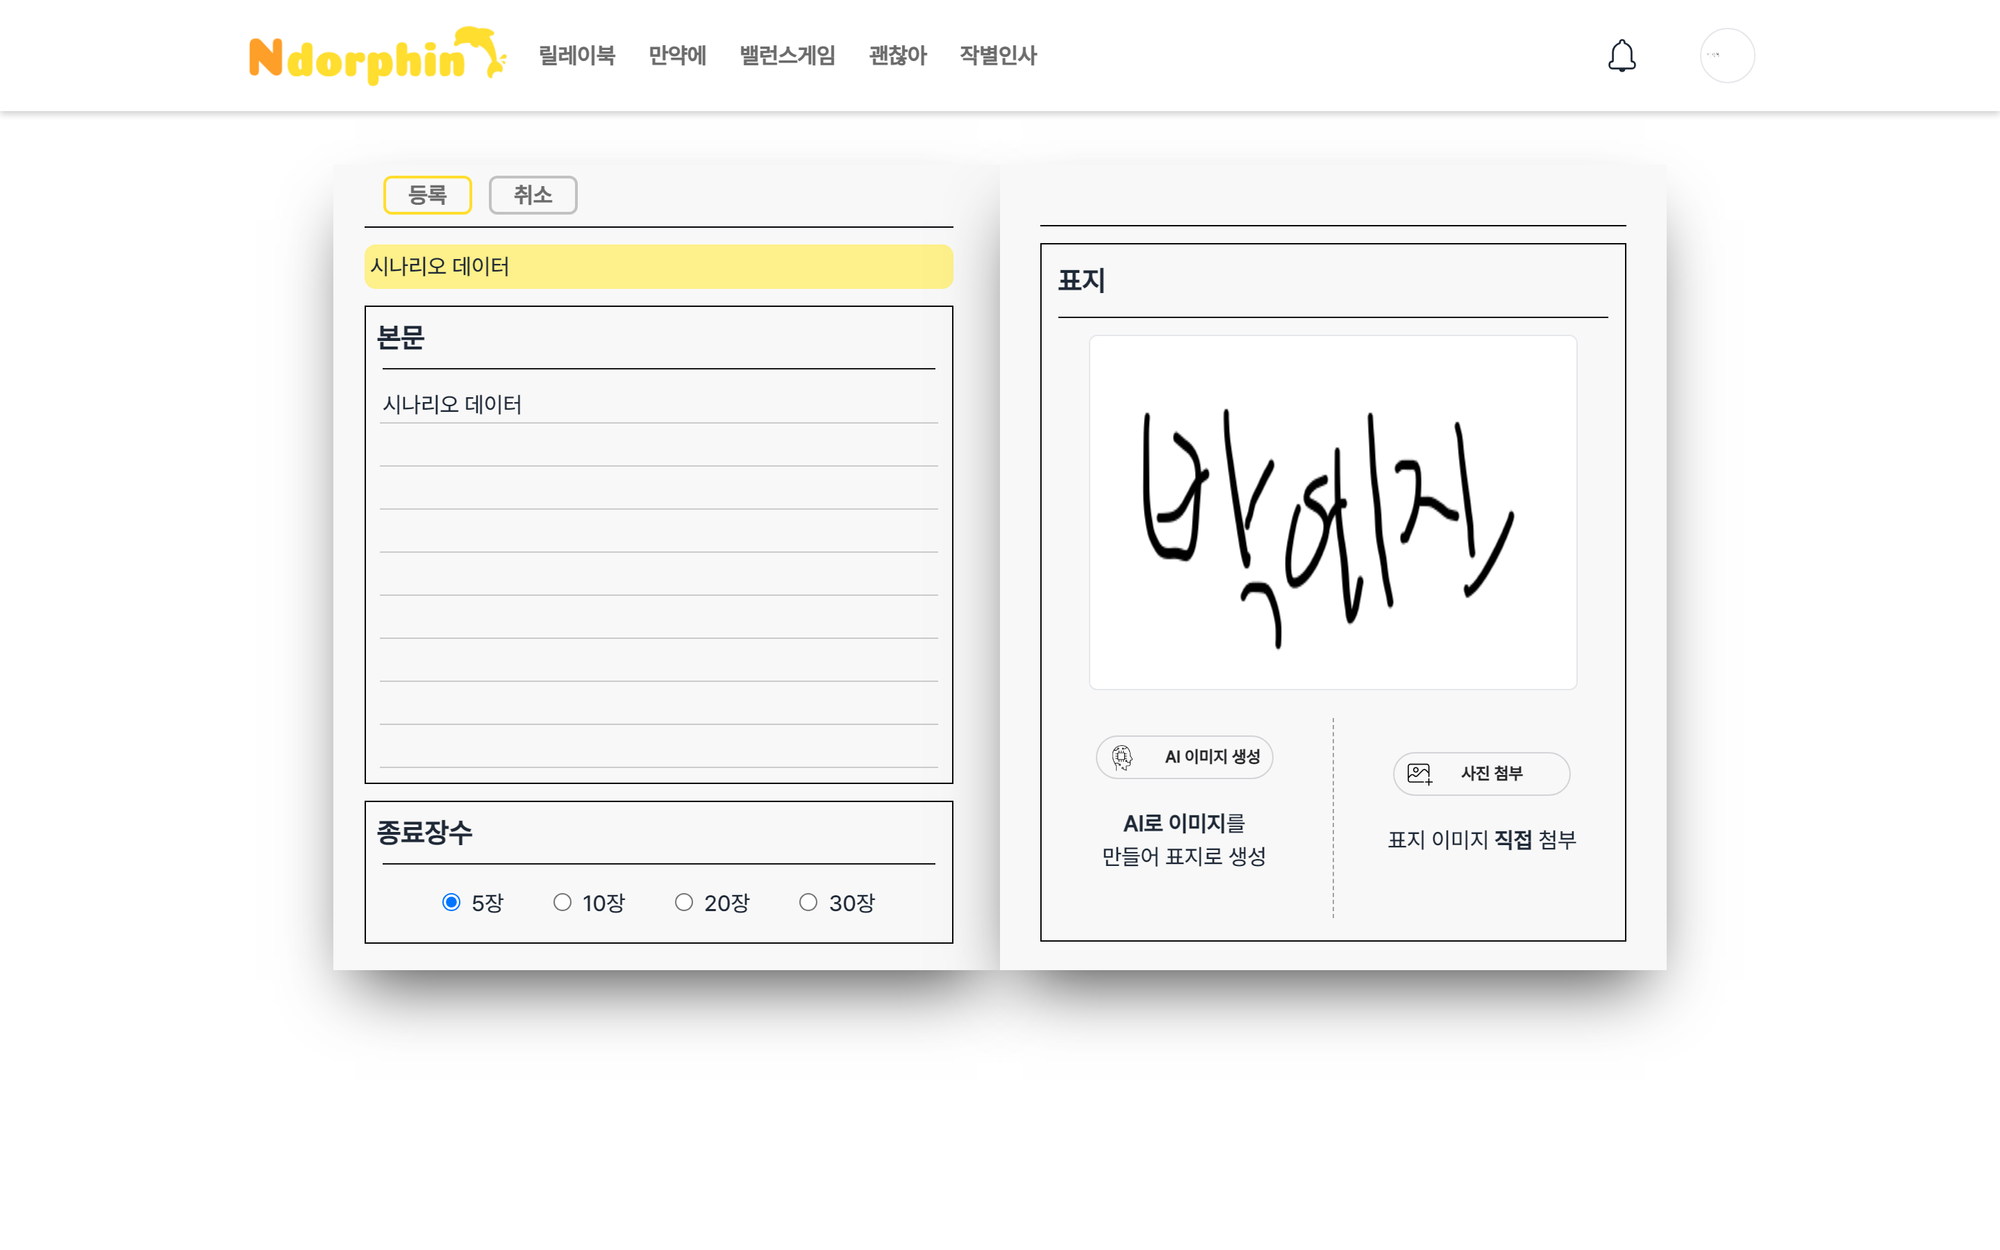 Ndorphin 릴레이북 만약에 밸런스게임 괜찮아 작별인사
등록 취소
시나리오 데이터
본문
시나리오 데이터
종료장수
5장 10장 20장 30장
표지
AI 이미지 생성
AI로 이미지를
만들어 표지로 생성
사진 첨부
표지 이미지 직접 첨부